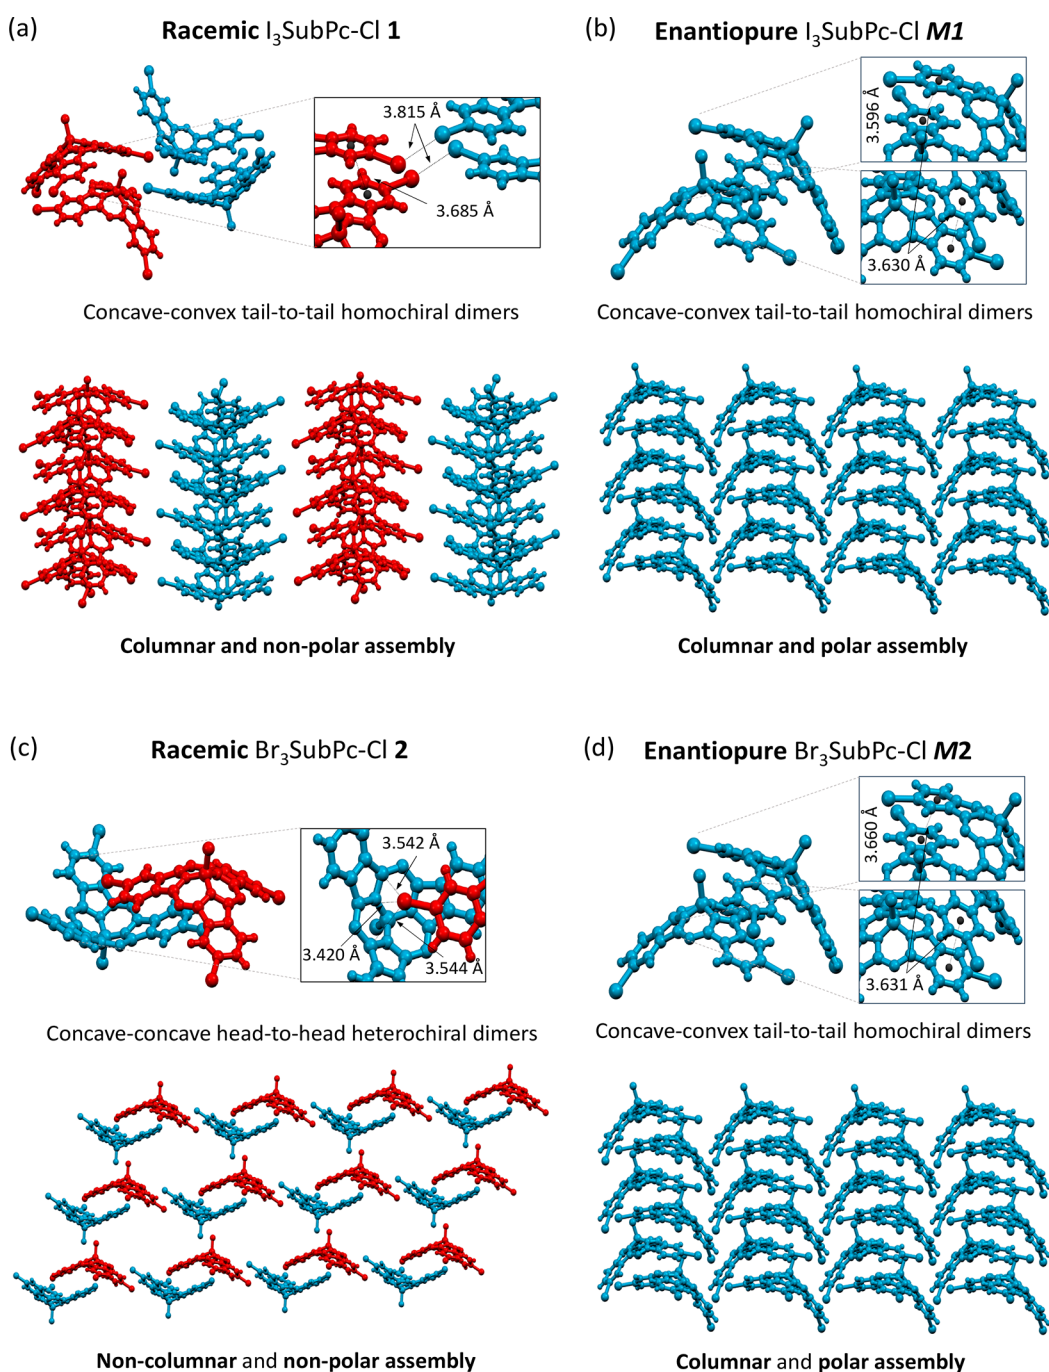 (a)
Racemic I₃SubPc-Cl 1
3.815 Å
3.685 Å
Concave-convex tail-to-tail homochiral dimers
Columnar and non-polar assembly
(b)
Enantiopure I₃SubPc-Cl M1
3.596 Å
3.630 Å
Concave-convex tail-to-tail homochiral dimers
Columnar and polar assembly
(c)
Racemic Br₃SubPc-Cl 2
3.542 Å
3.420 Å
3.544 Å
Concave-concave head-to-head heterochiral dimers
Non-columnar and non-polar assembly
(d)
Enantiopure Br₃SubPc-Cl M2
3.660 Å
3.631 Å
Concave-convex tail-to-tail homochiral dimers
Columnar and polar assembly